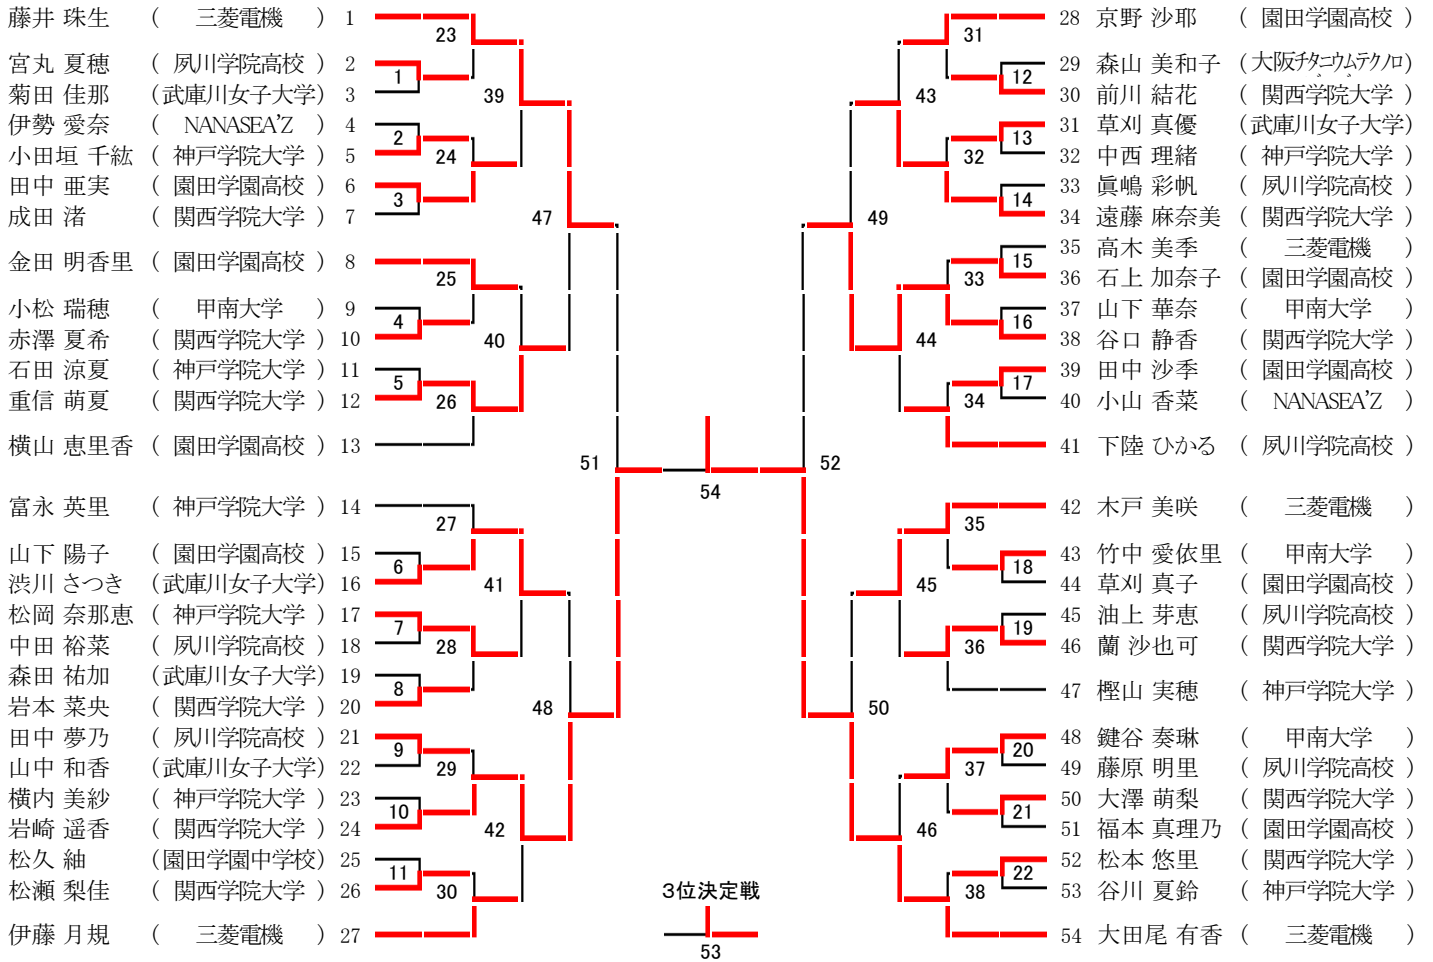 藤井 珠生 ( 三菱電機 ) 1
宮丸 夏穂 ( 夙川学院高校 ) 2
菊田 佳那 (武庫川女子大学) 3
伊勢 愛奈 ( NANASEA'Z ) 4
小田垣 千紘 ( 神戸学院大学 ) 5
田中 亜実 ( 園田学園高校 ) 6
成田 渚 ( 関西学院大学 ) 7
金田 明香里 ( 園田学園高校 ) 8
小松 瑞穂 ( 甲南大学 ) 9
赤澤 夏希 ( 関西学院大学 ) 10
石田 涼夏 ( 神戸学院大学 ) 11
重信 萌夏 ( 関西学院大学 ) 12
横山 恵里香 ( 園田学園高校 ) 13
富永 英里 ( 神戸学院大学 ) 14
山下 陽子 ( 園田学園高校 ) 15
渋川 さつき (武庫川女子大学) 16
松岡 奈那恵 ( 神戸学院大学 ) 17
中田 裕菜 ( 夙川学院高校 ) 18
森田 祐加 (武庫川女子大学) 19
岩本 菜央 ( 関西学院大学 ) 20
田中 夢乃 ( 夙川学院高校 ) 21
山中 和香 (武庫川女子大学) 22
横内 美紗 ( 神戸学院大学 ) 23
岩崎 遥香 ( 関西学院大学 ) 24
松久 紬 (園田学園中学校) 25
松瀬 梨佳 ( 関西学院大学 ) 26
伊藤 月規 ( 三菱電機 ) 27
1
2
3
4
5
6
7
8
9
10
11
23
24
25
26
27
28
29
30
39
40
41
42
47
48
51
54
3位決定戦
53
52
49
50
43
44
45
46
31
32
33
34
35
36
37
38
12
13
14
15
16
17
18
19
20
21
22
28 京野 沙耶 ( 園田学園高校 )
29 森山 美和子 (大阪チタニウムテクノロジーズ)
30 前川 結花 ( 関西学院大学 )
31 草刈 真優 (武庫川女子大学)
32 中西 理緒 ( 神戸学院大学 )
33 眞嶋 彩帆 ( 夙川学院高校 )
34 遠藤 麻奈美 ( 関西学院大学 )
35 高木 美季 ( 三菱電機 )
36 石上 加奈子 ( 園田学園高校 )
37 山下 華奈 ( 甲南大学 )
38 谷口 静香 ( 関西学院大学 )
39 田中 沙季 ( 園田学園高校 )
40 小山 香菜 ( NANASEA'Z )
41 下陸 ひかる ( 夙川学院高校 )
42 木戸 美咲 ( 三菱電機 )
43 竹中 愛依里 ( 甲南大学 )
44 草刈 真子 ( 園田学園高校 )
45 油上 芽恵 ( 夙川学院高校 )
46 蘭 沙也可 ( 関西学院大学 )
47 樫山 実穂 ( 神戸学院大学 )
48 鍵谷 奏琳 ( 甲南大学 )
49 藤原 明里 ( 夙川学院高校 )
50 大澤 萌梨 ( 関西学院大学 )
51 福本 真理乃 ( 園田学園高校 )
52 松本 悠里 ( 関西学院大学 )
53 谷川 夏鈴 ( 神戸学院大学 )
54 大田尾 有香 ( 三菱電機 )